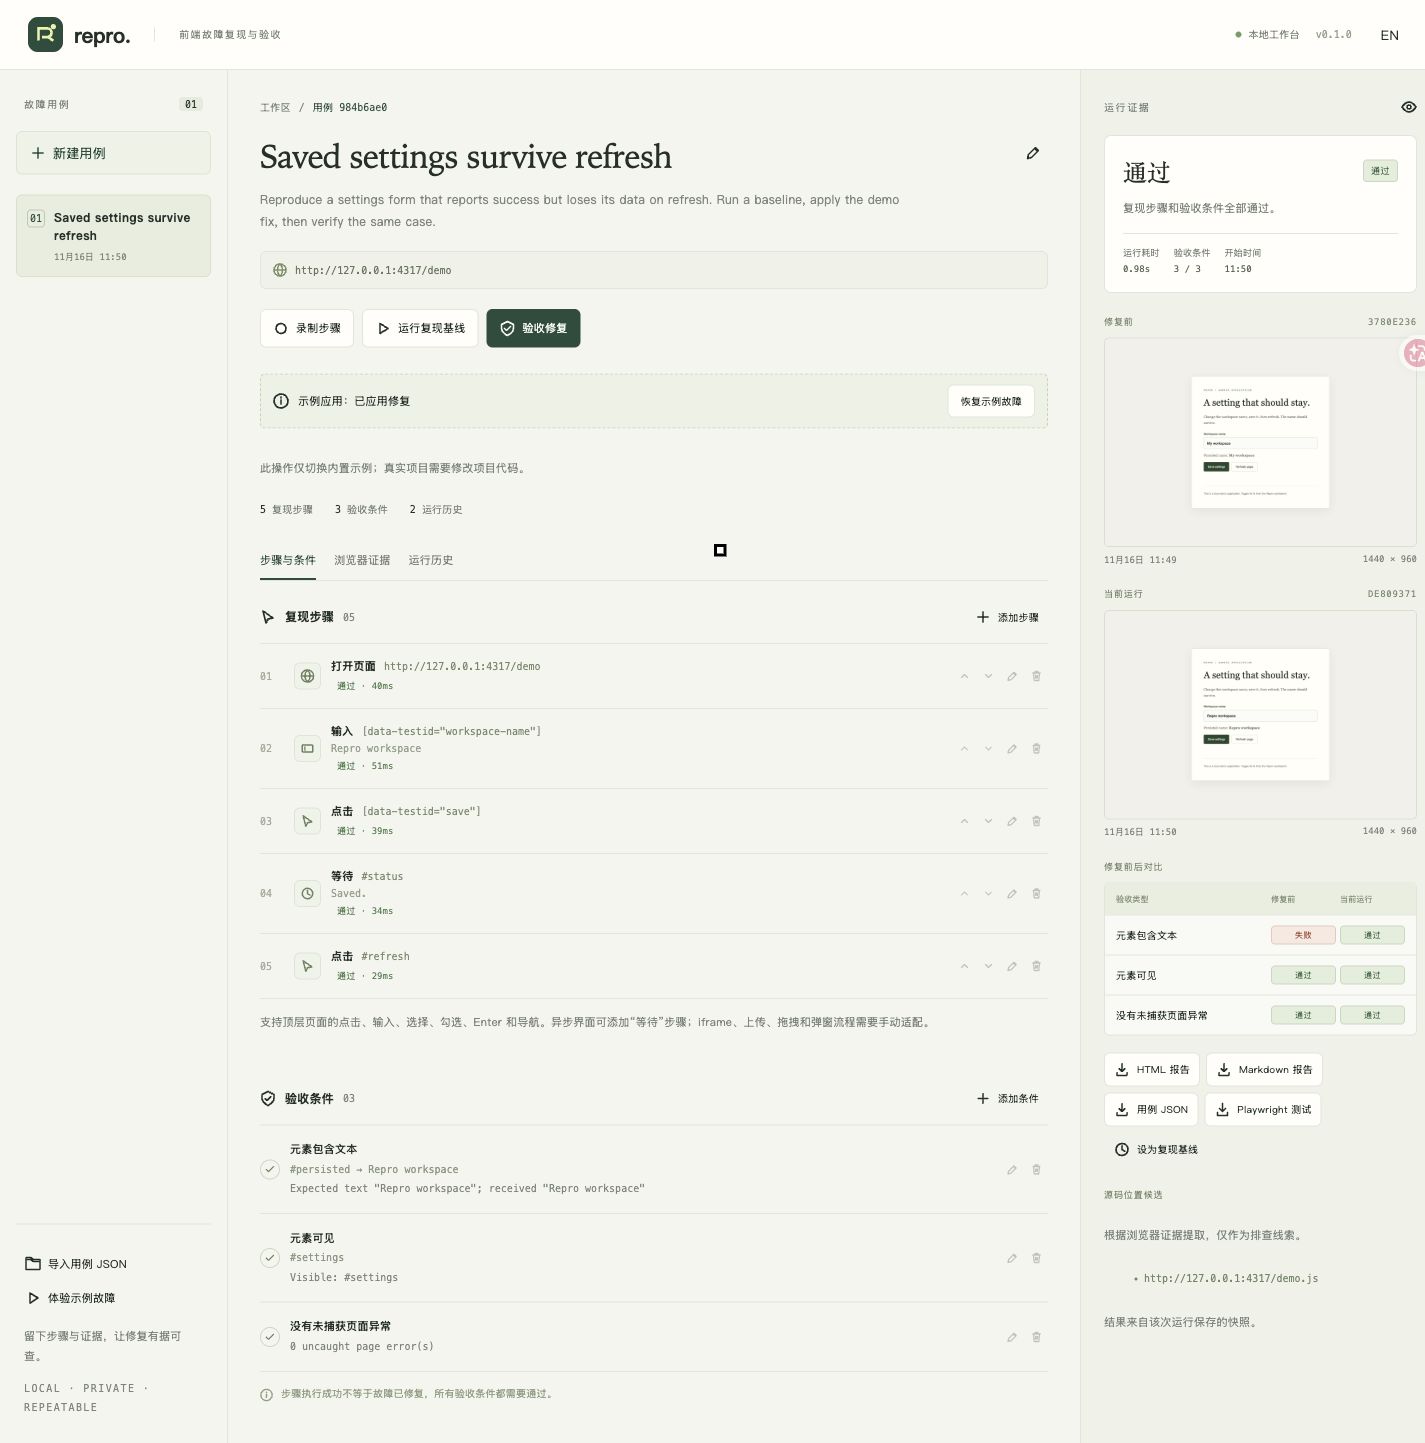 repro.
前端故障复现与验收
本地工作台 v0.1.0 EN
故障用例 01
新建用例
01 Saved settings survive
refresh
11月16日 11:50
导入用例 JSON
体验示例故障
留下步骤与证据，让修复有据可
查。
LOCAL · PRIVATE ·
REPEATABLE
工作区 / 用例 984b6ae0
Saved settings survive refresh
Reproduce a settings form that reports success but loses its data on refresh. Run a baseline, apply the demo
fix, then verify the same case.
http://127.0.0.1:4317/demo
录制步骤 运行复现基线 验收修复
示例应用：已应用修复 恢复示例故障
此操作仅切换内置示例；真实项目需要修改项目代码。
5 复现步骤 3 验收条件 2 运行历史
步骤与条件 浏览器证据 运行历史
复现步骤 05 添加步骤
01 打开页面 http://127.0.0.1:4317/demo
通过 · 40ms
输入 [data-testid="workspace-name"]
02 Repro workspace
通过 · 51ms
03 点击 [data-testid="save"]
通过 · 39ms
等待 #status
04 Saved.
通过 · 34ms
05 点击 #refresh
通过 · 29ms
支持顶层页面的点击、输入、选择、勾选、Enter 和导航。异步界面可添加“等待”步骤；iframe、上传、拖拽和弹窗流程需要手动适配。
验收条件 03 添加条件
元素包含文本
#persisted → Repro workspace
Expected text "Repro workspace"; received "Repro workspace"
元素可见
#settings
Visible: #settings
没有未捕获页面异常
0 uncaught page error(s)
步骤执行成功不等于故障已修复，所有验收条件都需要通过。
运行证据
通过 通过
复现步骤和验收条件全部通过。
运行耗时 验收条件 开始时间
0.98s 3 / 3 11:50
修复前 3780E236
A setting that should stay.
Workspace name
My workspace
Persisted name: My workspace
Save settings Refresh page
11月16日 11:49 1440 × 960
当前运行 DE809371
A setting that should stay.
Workspace name
Repro workspace
Persisted name: Repro workspace
Save settings Refresh page
11月16日 11:50 1440 × 960
修复前后对比
验收类型 修复前 当前运行
元素包含文本 失败 通过
元素可见 通过 通过
没有未捕获页面异常 通过 通过
HTML 报告 Markdown 报告
用例 JSON Playwright 测试
设为复现基线
源码位置候选
根据浏览器证据提取，仅作为排查线索。
• http://127.0.0.1:4317/demo.js
结果来自该次运行保存的快照。